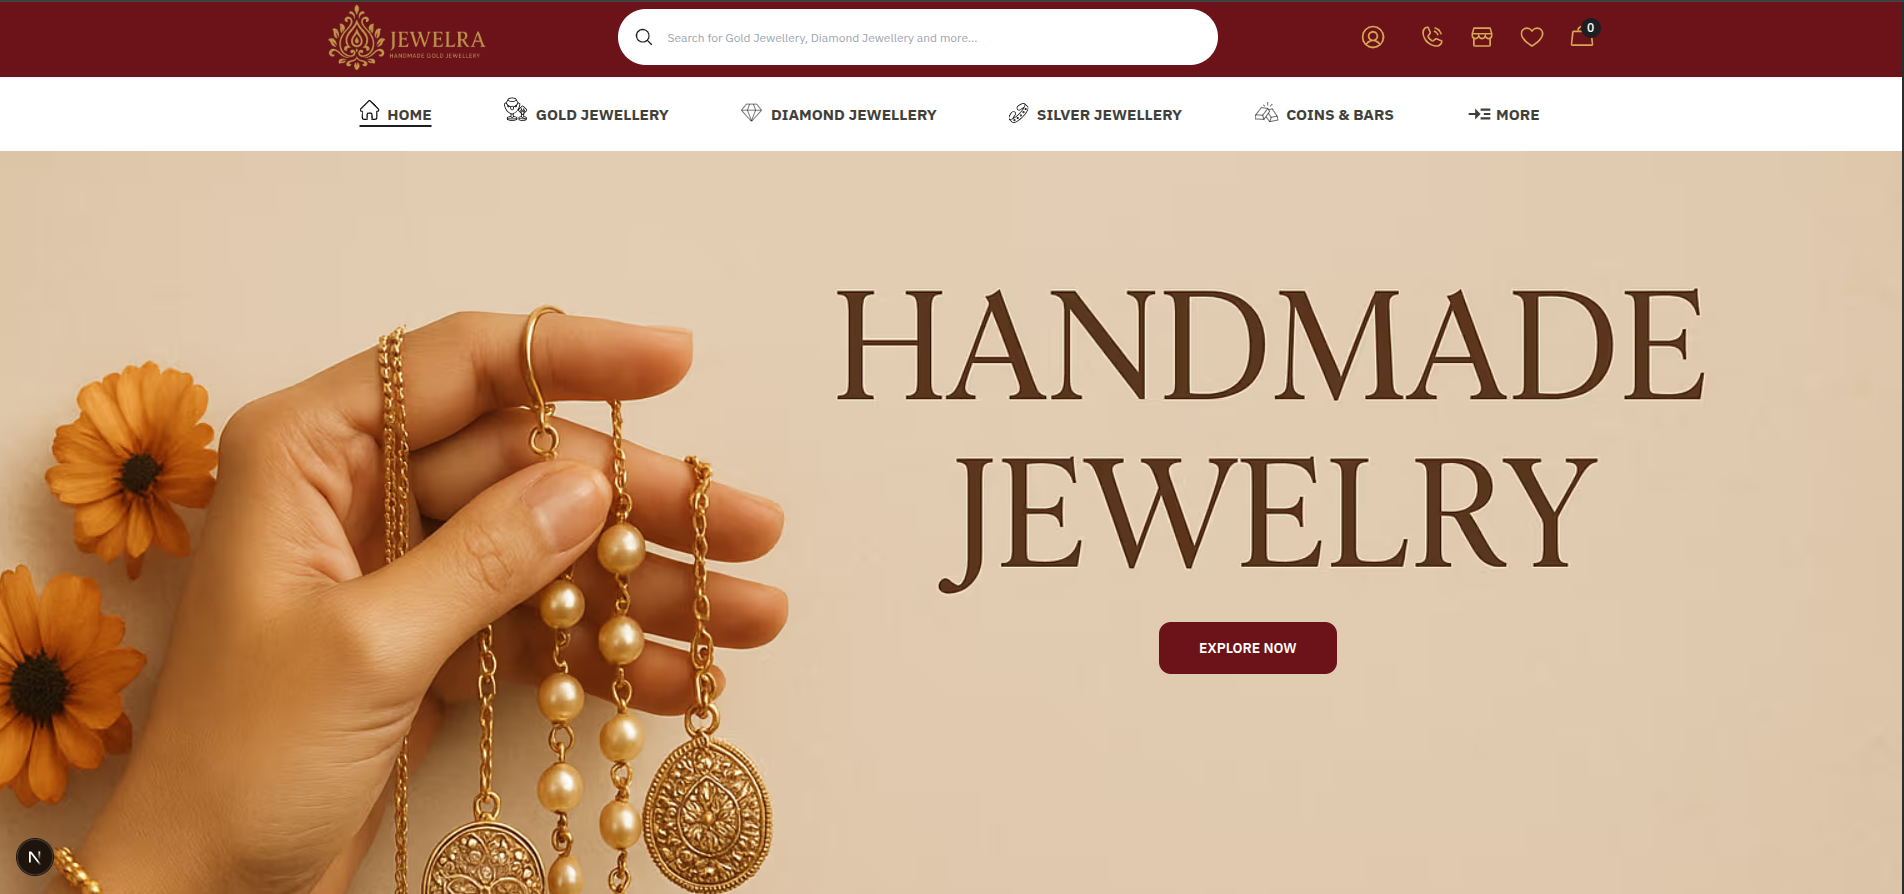 JEWELRA
HANDMADE GOLD JEWELLERY
Search for Gold Jewellery, Diamond Jewellery and more...
0
HOME
GOLD JEWELLERY
DIAMOND JEWELLERY
SILVER JEWELLERY
COINS & BARS
MORE
HANDMADE
JEWELRY
EXPLORE NOW
N